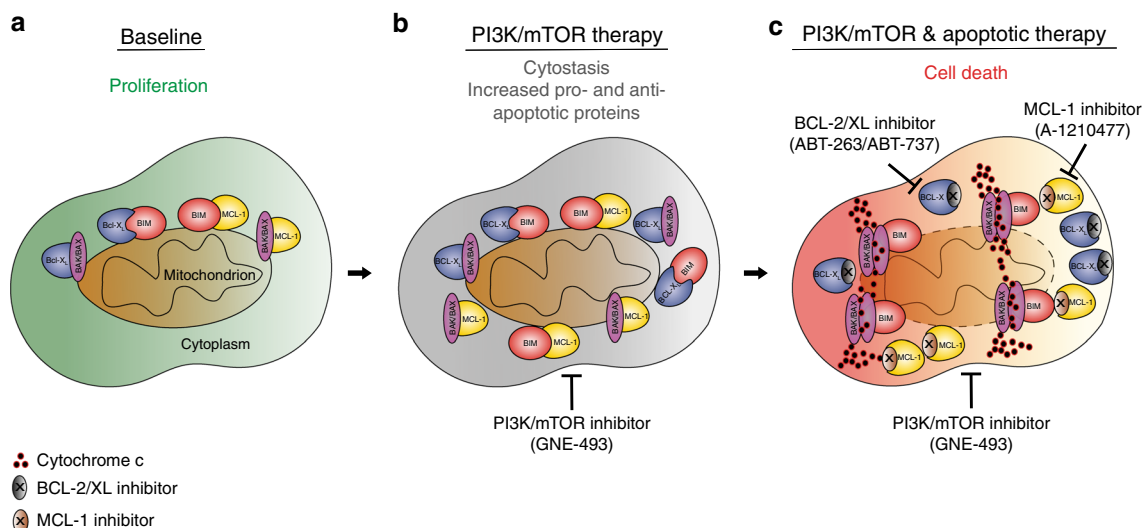 a
Baseline
Proliferation
Bcl-XL
BAK/BAX
Bcl-XL
BIM
BIM
MCL-1
BAK/BAX
MCL-1
Mitochondrion
Cytoplasm
b
PI3K/mTOR therapy
Cytostasis
Increased pro- and anti-
apoptotic proteins
BCL-XL
BAK/BAX
BCL-XL
BIM
BIM
MCL-1
BCL-XL
BAK/BAX
BCL-XL
BIM
BAK/BAX
MCL-1
BIM
MCL-1
BAK/BAX
MCL-1
PI3K/mTOR inhibitor
(GNE-493)
c
PI3K/mTOR & apoptotic therapy
Cell death
BCL-2/XL inhibitor
(ABT-263/ABT-737)
MCL-1 inhibitor
(A-1210477)
BCL-X
X
BAK/BAX
BIM
X
MCL-1
BAK/BAX
BIM
BCL-X
X
BCL-XL
X
BCL-XL
X
BAK/BAX
BIM
BAK/BAX
BIM
X
MCL-1
X
MCL-1
X
MCL-1
PI3K/mTOR inhibitor
(GNE-493)
Cytochrome c
X
BCL-2/XL inhibitor
X
MCL-1 inhibitor